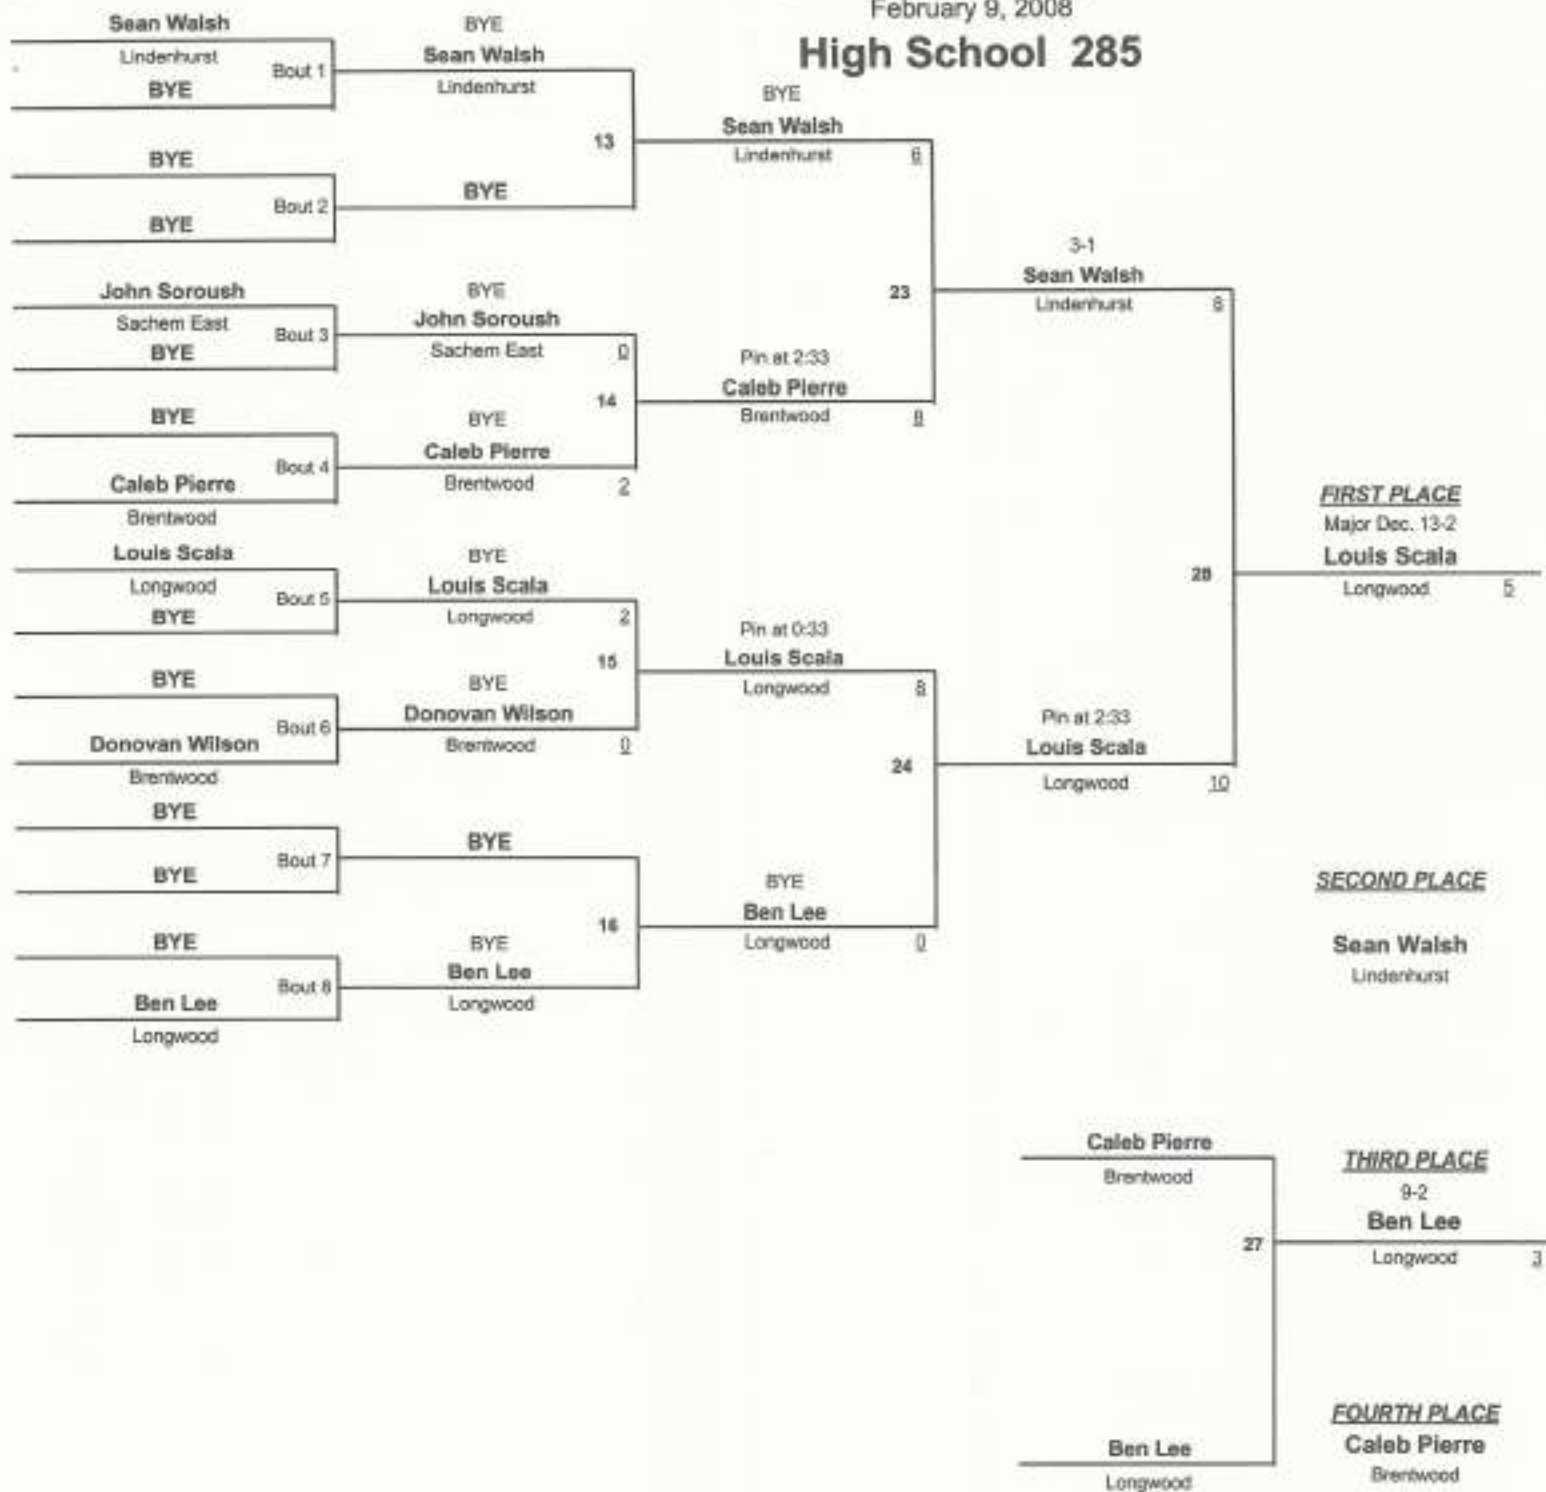 February 9, 2008
High School 285
Sean Walsh
Lindenhurst
BYE
Bout 1
BYE
BYE
Bout 2
John Soroush
Sachem East
BYE
Bout 3
BYE
Caleb Pierre
Brentwood
Bout 4
Louis Scala
Longwood
BYE
Bout 5
BYE
Donovan Wilson
Brentwood
Bout 6
BYE
BYE
Bout 7
BYE
Ben Lee
Longwood
Bout 8
BYE
Sean Walsh
Lindenhurst
13
BYE
BYE
John Soroush
Sachem East 0
14
BYE
Caleb Pierre
Brentwood 2
BYE
Louis Scala
Longwood 2
15
BYE
Donovan Wilson
Brentwood 0
BYE
16
BYE
Ben Lee
Longwood
BYE
Sean Walsh
Lindenhurst 6
23
Pin at 2:33
Caleb Pierre
Brentwood 8
Pin at 0:33
Louis Scala
Longwood 8
24
BYE
Ben Lee
Longwood 0
3-1
Sean Walsh
Lindenhurst
28
Pin at 2:33
Louis Scala
Longwood 10
FIRST PLACE
Major Dec. 13-2
Louis Scala
Longwood 5
SECOND PLACE
Sean Walsh
Lindenhurst
Caleb Pierre
Brentwood
27
Ben Lee
Longwood
THIRD PLACE
9-2
Ben Lee
Longwood 3
FOURTH PLACE
Caleb Pierre
Brentwood